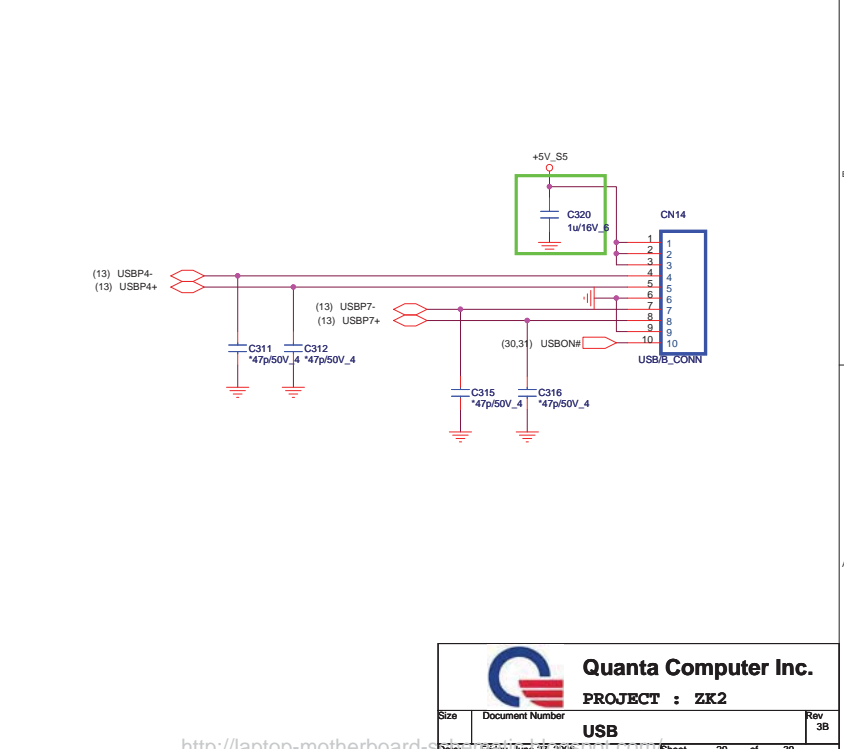 +5V_S5
C320
1u/16V_6
CN14
1 1
2 2
3 3
4 4
5 5
6 6
7 7
8 8
9 9
10 10
USB/B_CONN
(13) USBP4-
(13) USBP4+
(13) USBP7-
(13) USBP7+
(30,31) USBON#
C311
*47p/50V_4
C312
*47p/50V_4
C315
*47p/50V_4
C316
*47p/50V_4
Quanta Computer Inc.
PROJECT : ZK2
Size
Document Number
Rev
USB
3B